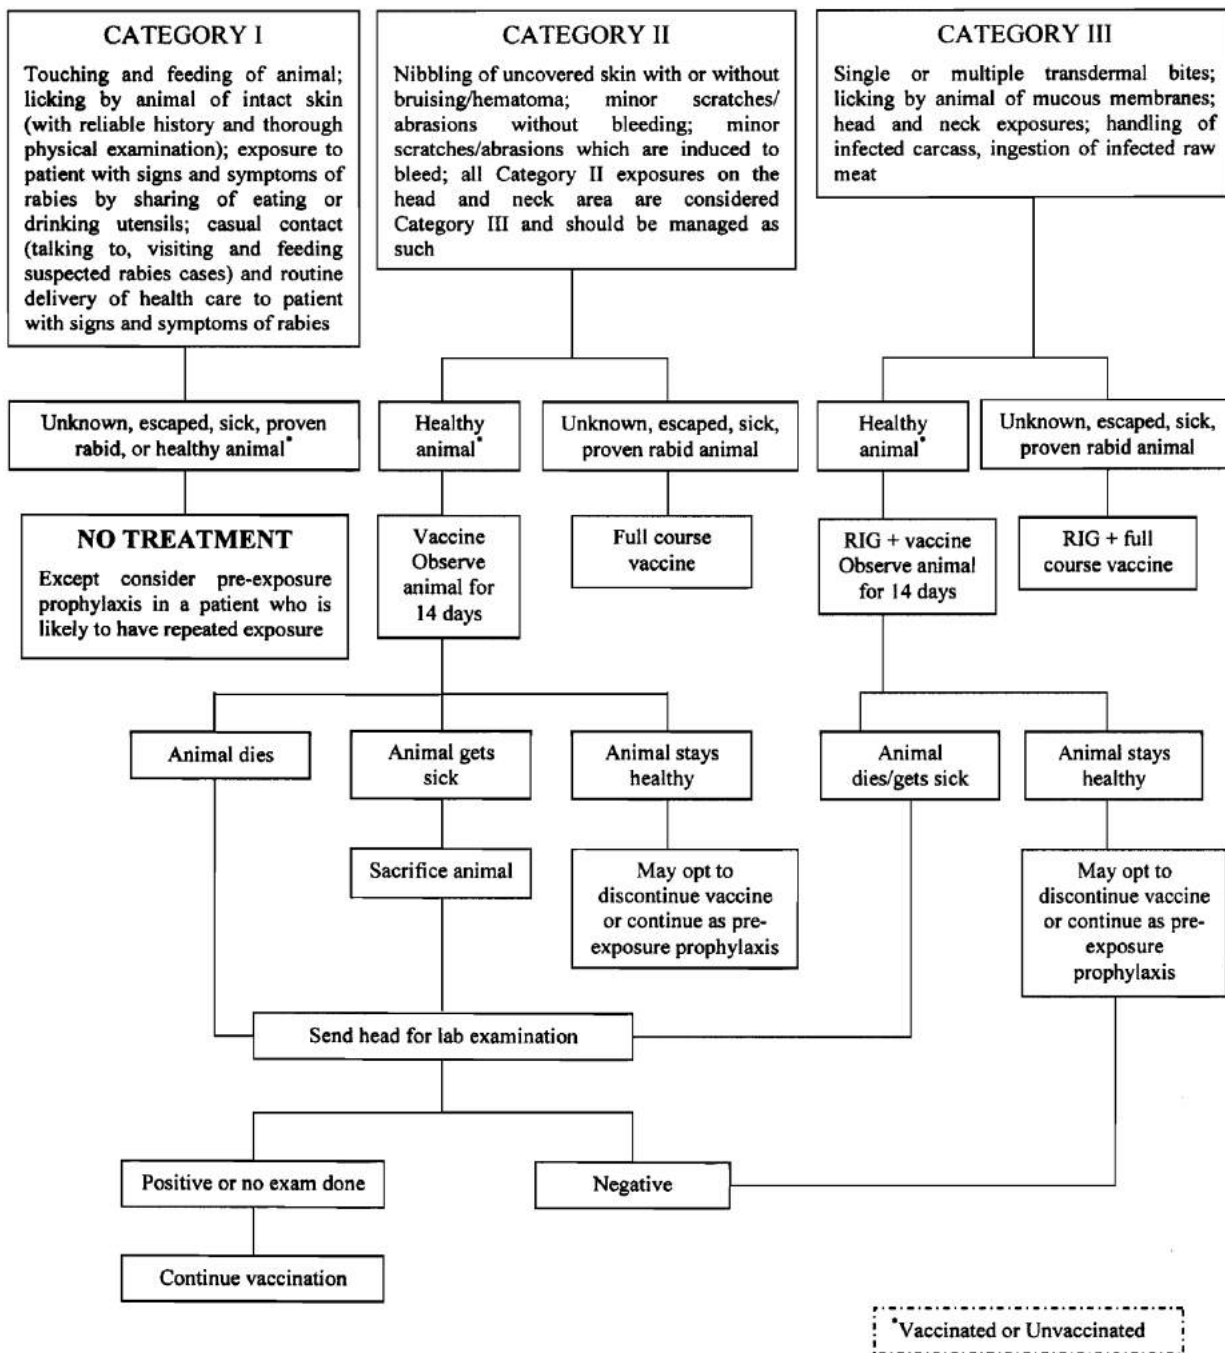 CATEGORY I
Touching and feeding of animal;
licking by animal of intact skin
(with reliable history and thorough
physical examination); exposure to
patient with signs and symptoms of
rabies by sharing of eating or
drinking utensils; casual contact
(talking to, visiting and feeding
suspected rabies cases) and routine
delivery of health care to patient
with signs and symptoms of rabies
CATEGORY II
Nibbling of uncovered skin with or without
bruising/hematoma; minor scratches/
abrasions without bleeding; minor
scratches/abrasions which are induced to
bleed; all Category II exposures on the
head and neck area are considered
Category III and should be managed as
such
CATEGORY III
Single or multiple transdermal bites;
licking by animal of mucous membranes;
head and neck exposures; handling of
infected carcass, ingestion of infected raw
meat
Unknown, escaped, sick, proven
rabid, or healthy animal*
Healthy
animal*
Unknown, escaped, sick,
proven rabid animal
Healthy
animal*
Unknown, escaped, sick,
proven rabid animal
NO TREATMENT
Except consider pre-exposure
prophylaxis in a patient who is
likely to have repeated exposure
Vaccine
Observe
animal for
14 days
Full course
vaccine
RIG + vaccine
Observe animal
for 14 days
RIG + full
course vaccine
Animal dies
Animal gets
sick
Animal stays
healthy
Animal
dies/gets sick
Animal stays
healthy
Sacrifice animal
May opt to
discontinue vaccine
or continue as pre-
exposure prophylaxis
May opt to
discontinue vaccine
or continue as pre-
exposure
prophylaxis
Send head for lab examination
Positive or no exam done
Negative
Continue vaccination
*Vaccinated or Unvaccinated